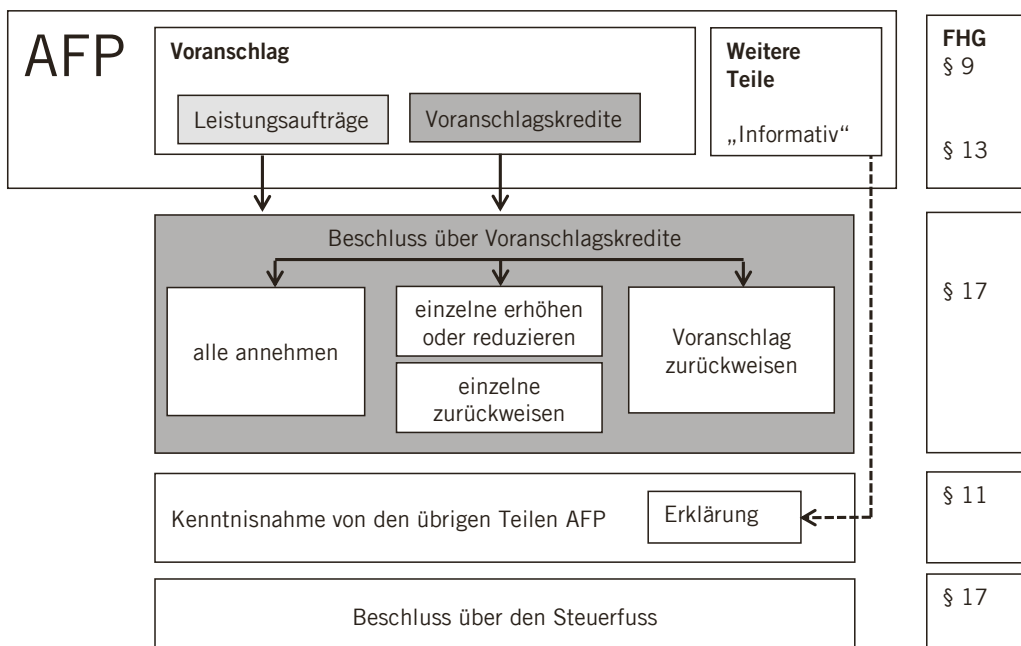 AFP
Voranschlag
Leistungsaufträge
Voranschlagskredite
Weitere
Teile
„Informativ“
FHG
§ 9
§ 13
Beschluss über Voranschlagskredite
alle annehmen
einzelne erhöhen
oder reduzieren
einzelne
zurückweisen
Voranschlag
zurückweisen
§ 17
Kenntnisnahme von den übrigen Teilen AFP
Erklärung
§ 11
Beschluss über den Steuerfuss
§ 17